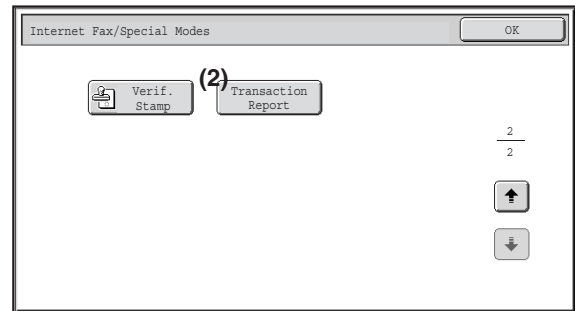 Internet Fax/Special Modes
OK
Verif.
Stamp
(2)
Transaction
Report
2
2